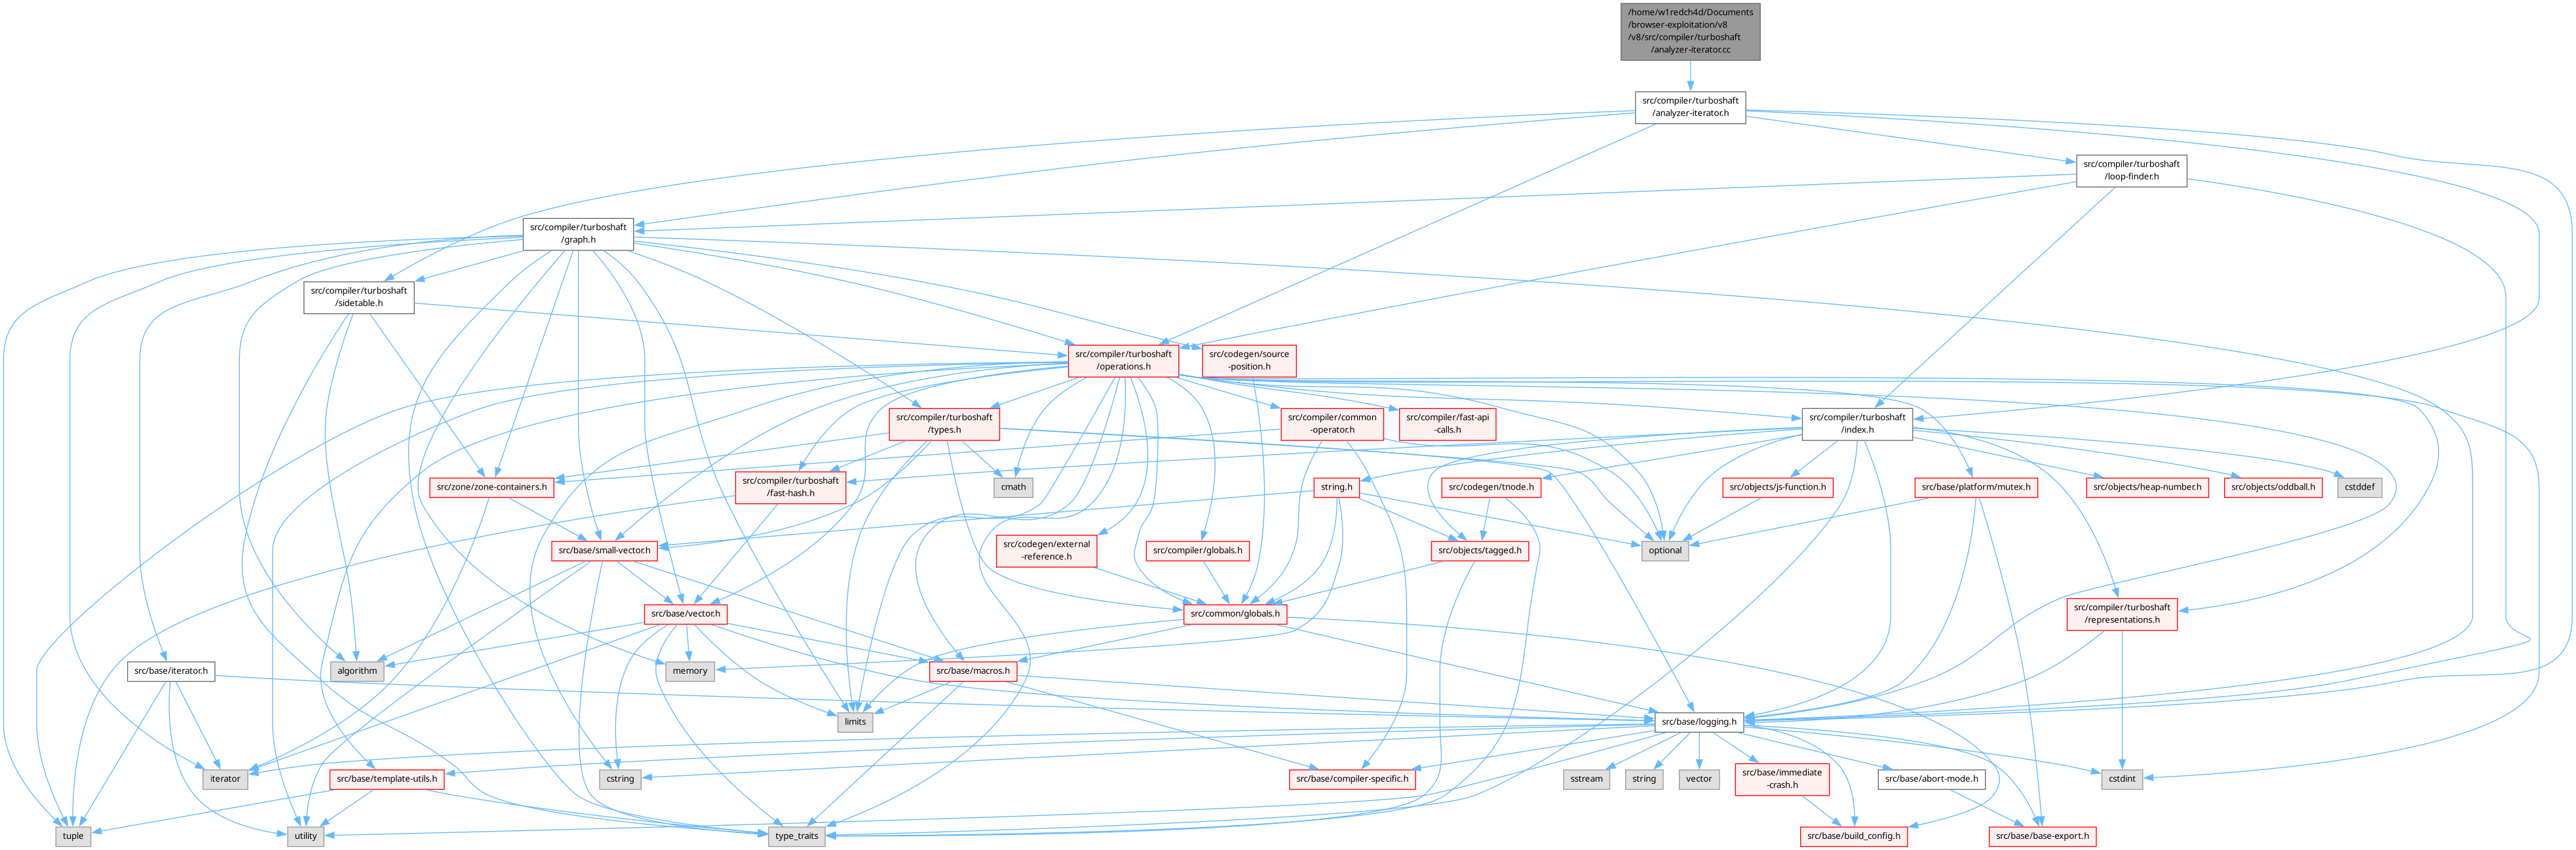 /home/w1redch4d/Documents
/browser-exploitation/v8
/v8/src/compiler/turboshaft
/analyzer-iterator.cc
src/compiler/turboshaft
/analyzer-iterator.h
src/compiler/turboshaft
/loop-finder.h
src/compiler/turboshaft
/graph.h
src/compiler/turboshaft
/sidetable.h
src/compiler/turboshaft
/operations.h
src/codegen/source
-position.h
src/compiler/turboshaft
/types.h
src/compiler/common
-operator.h
src/compiler/fast-api
-calls.h
src/compiler/turboshaft
/index.h
src/zone/zone-containers.h
src/compiler/turboshaft
/fast-hash.h
cmath
string.h
src/codegen/tnode.h
src/objects/js-function.h
src/base/platform/mutex.h
src/objects/heap-number.h
src/objects/oddball.h
cstddef
src/base/small-vector.h
src/codegen/external
-reference.h
src/compiler/globals.h
src/objects/tagged.h
optional
src/base/vector.h
src/common/globals.h
src/compiler/turboshaft
/representations.h
src/base/iterator.h
algorithm
memory
src/base/macros.h
limits
src/base/logging.h
iterator
src/base/template-utils.h
cstring
src/base/compiler-specific.h
sstream
string
vector
src/base/immediate
-crash.h
src/base/abort-mode.h
cstdint
tuple
utility
type_traits
src/base/build_config.h
src/base/base-export.h